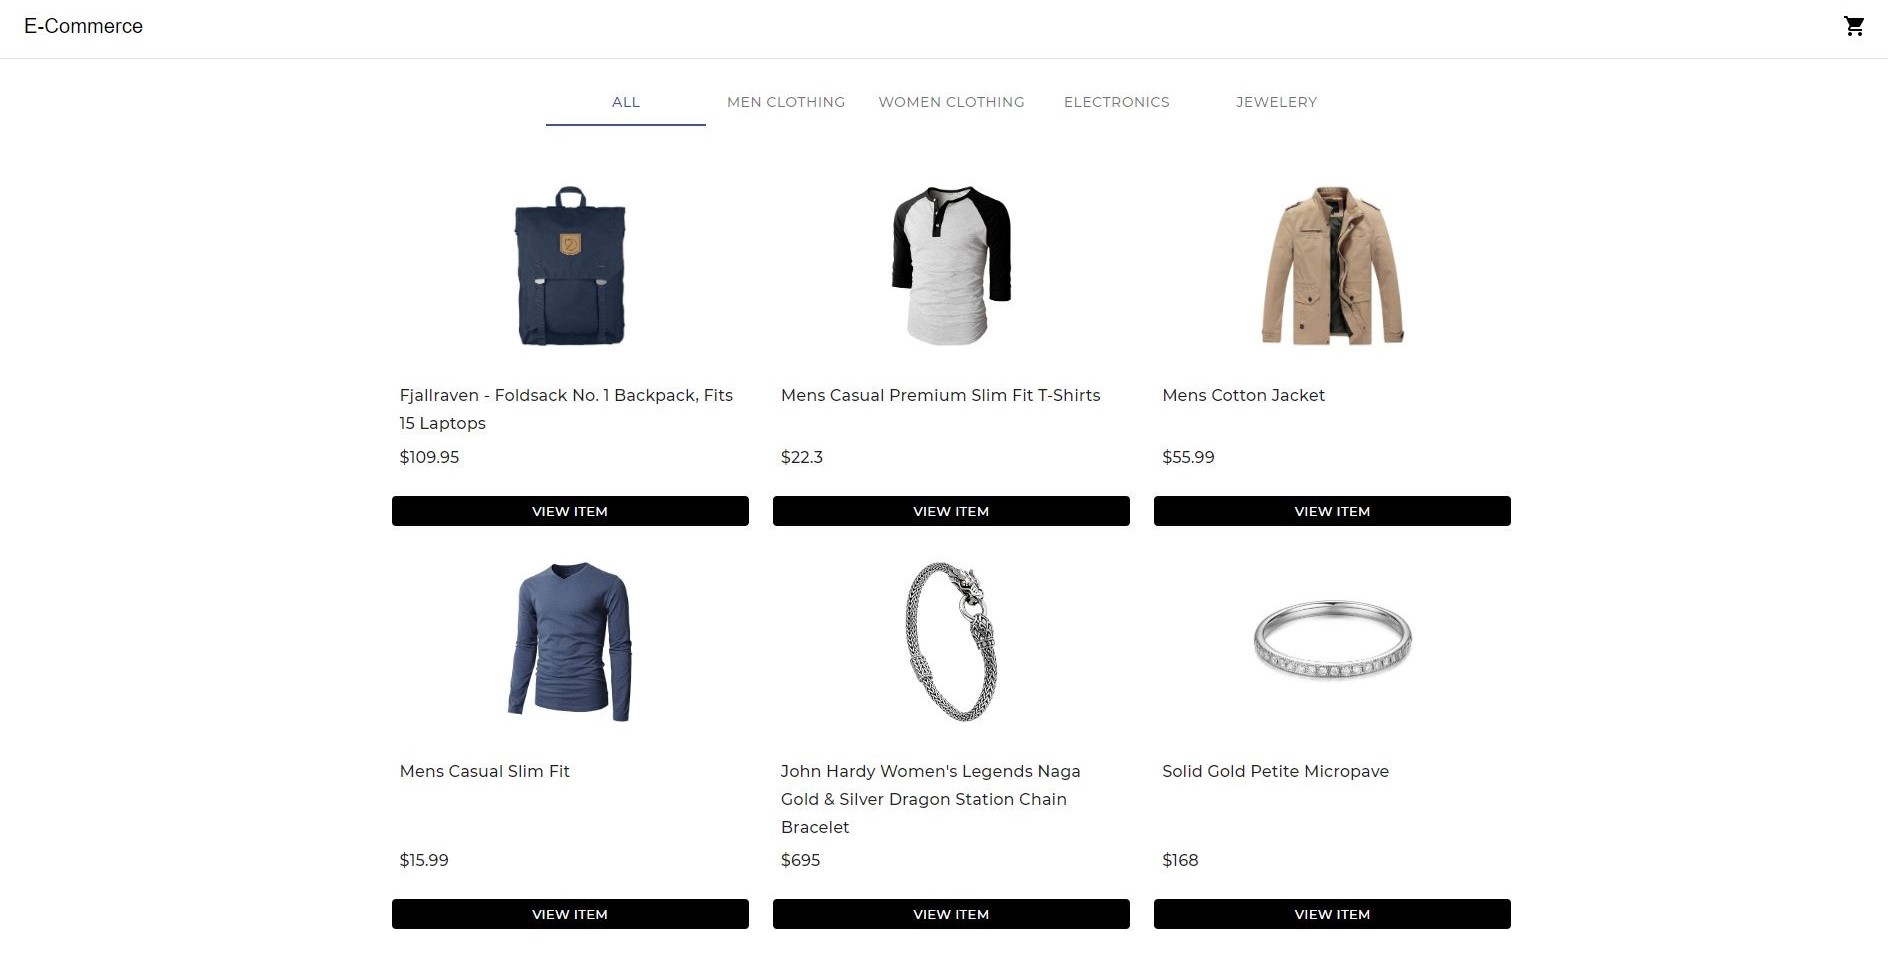 E-Commerce
ALL
MEN CLOTHING
WOMEN CLOTHING
ELECTRONICS
JEWELERY
Fjallraven - Foldsack No. 1 Backpack, Fits
15 Laptops
$109.95
VIEW ITEM
Mens Casual Premium Slim Fit T-Shirts
$22.3
VIEW ITEM
Mens Cotton Jacket
$55.99
VIEW ITEM
Mens Casual Slim Fit
$15.99
VIEW ITEM
John Hardy Women's Legends Naga
Gold & Silver Dragon Station Chain
Bracelet
$695
VIEW ITEM
Solid Gold Petite Micropave
$168
VIEW ITEM